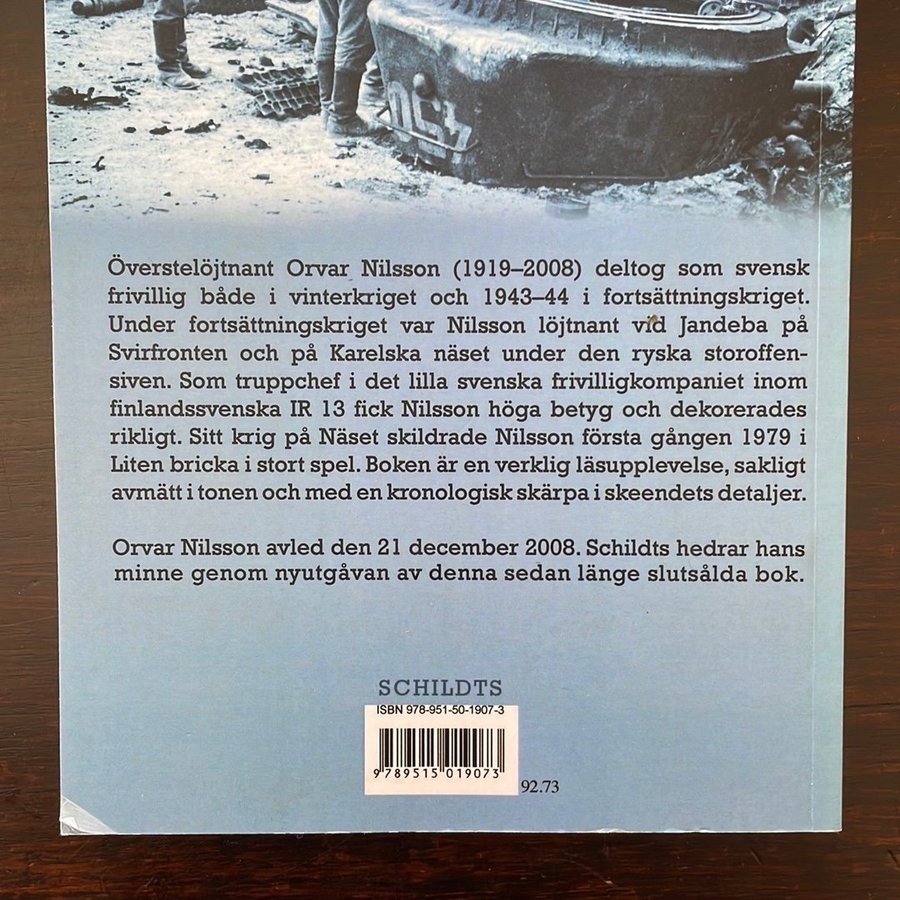 Överstelöjtnant Orvar Nilsson (1919–2008) deltog som svensk
frivillig både i vinterkriget och 1943–44 i fortsättningskriget.
Under fortsättningskriget var Nilsson löjtnant vid Jandeba på
Svirfronten och på Karelska näset under den ryska storoffen-
siven. Som truppchef i det lilla svenska frivilligkompaniet inom
finlandssvenska IR 13 fick Nilsson höga betyg och dekorerades
rikligt. Sitt krig på Näset skildrade Nilsson första gången 1979 i
Liten bricka i stort spel. Boken är en verklig läsupplevelse, sakligt
avmätt i tonen och med en kronologisk skärpa i skeendets detaljer.
Orvar Nilsson avled den 21 december 2008. Schildts hedrar hans
minne genom nyutgåvan av denna sedan länge slutsålda bok.
SCHILDTS
ISBN 978-951-50-1907-3
9789515019073
92.73